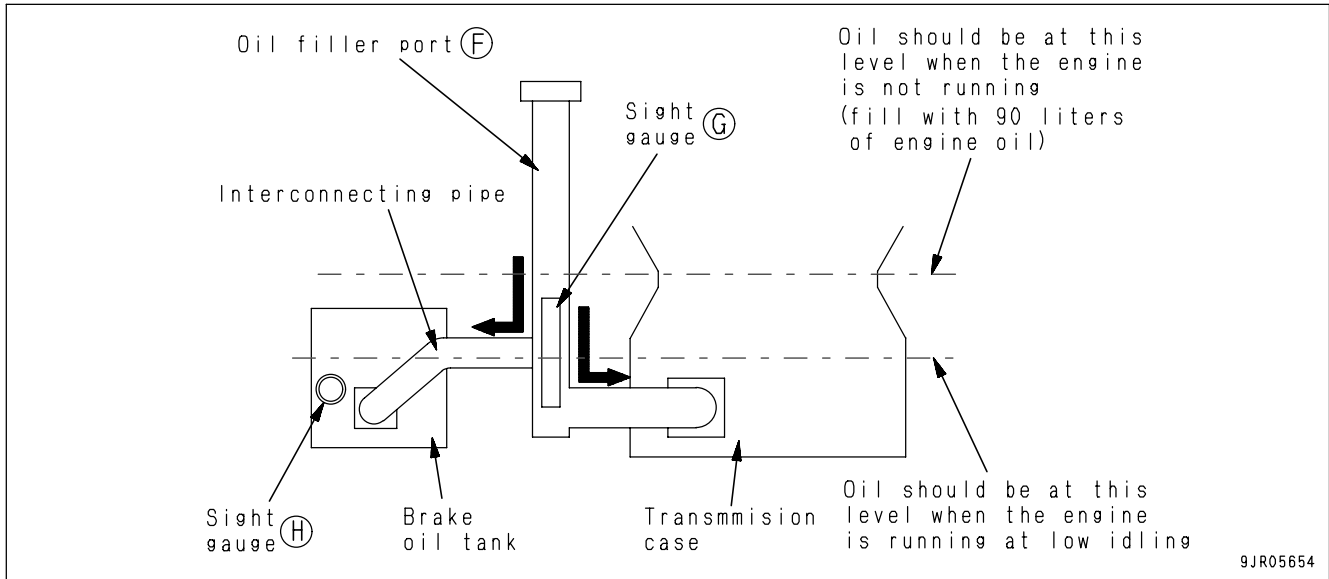 Oil filler port F
Oil should be at this
level when the engine
is not running
(fill with 90 liters
of engine oil)
Sight
gauge G
Interconnecting pipe
Sight
gauge H
Brake
oil tank
Transmmision
case
Oil should be at this
level when the engine
is running at low idling
9JR05654